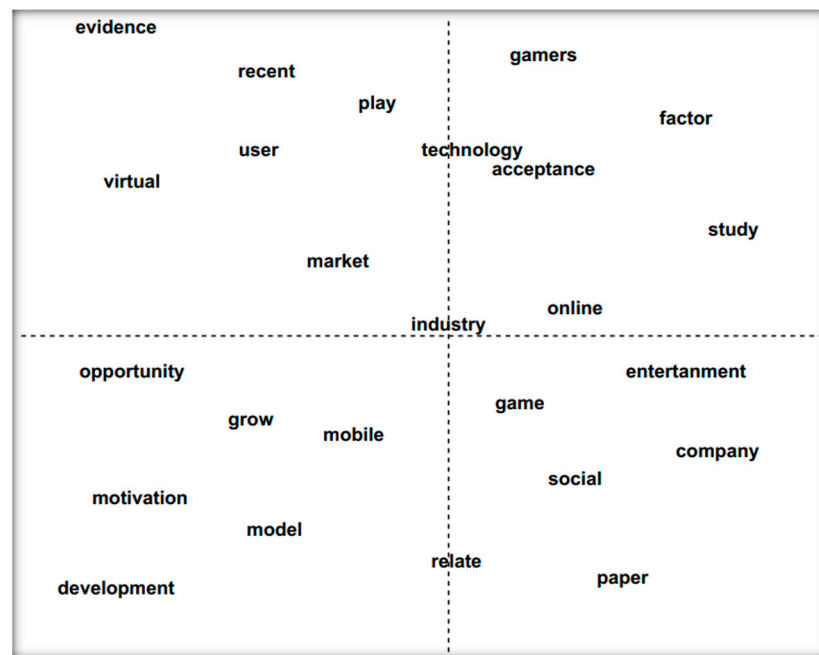 evidence
gamers
recent
play
factor
user
technology
acceptance
virtual
study
market
online
industry
opportunity
entertanment
game
grow
mobile
company
social
motivation
model
relate
paper
development